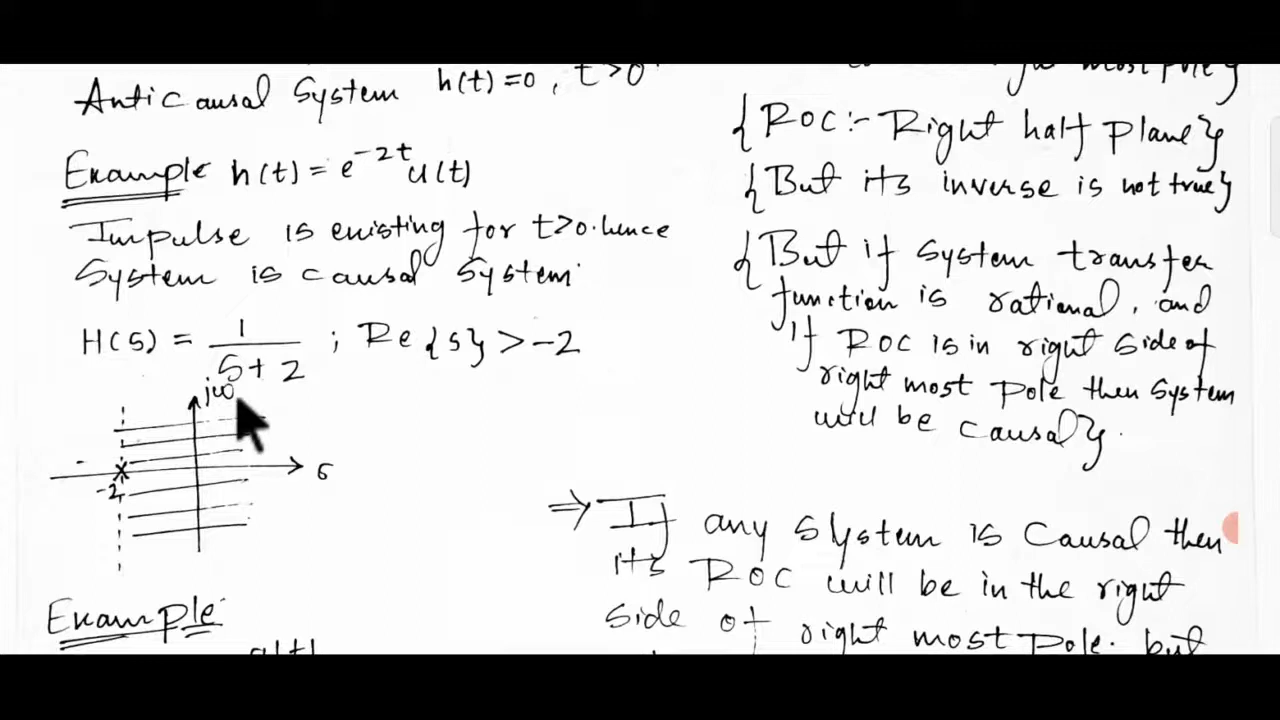 Anticausal System h(t)=0, t>0
Example h(t) = e^-2t u(t)
Impulse is existing for t>0. hence
System is causal System.
H(s) = 1/(s+2) ; Re{s} > -2
jω
σ
-2
Example
most pole}
{ROC:- Right half plane}
{But its inverse is not true}
{But if system transfer
function is rational, and
if ROC is in right side of
right most pole then System
will be causal}.
⇒ If any system is Causal then
its ROC will be in the right
side of right most pole. but